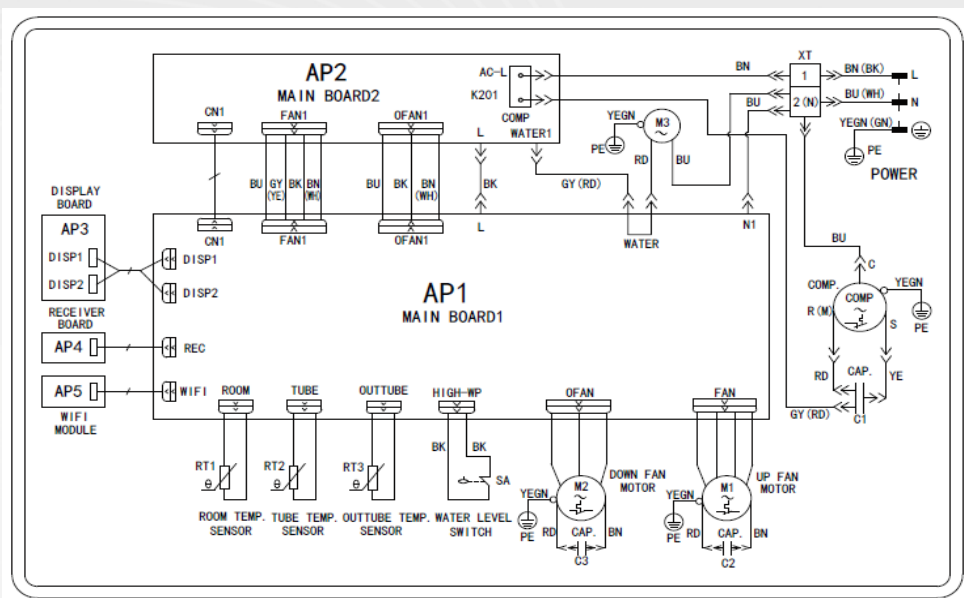 AP2
MAIN BOARD2
AC-L
K201
COMP
WATER1
L
CN1
FAN1
OFAN1
XT
1
2(N)
BN
BN(BK)
L
BU
BU(WH)
N
YEGN(GN)
PE
POWER
YEGN
M3
PE
RD
BU
GY(RD)
BU
GY
(YE)
BK
BN
(WH)
BU
BK
BN
(WH)
BK
CN1
FAN1
OFAN1
L
WATER
N1
DISPLAY
BOARD
AP3
DISP1
DISP2
DISP1
DISP2
RECEIVER
BOARD
AP4
REC
AP5
WIFI
WIFI
MODULE
AP1
MAIN BOARD1
BU
C
COMP.
COMP
YEGN
R(M)
S
PE
RD
CAP.
YE
GY(RD)
C1
ROOM
TUBE
OUTTUBE
HIGH-WP
OFAN
FAN
BK
BK
RT1
θ
RT2
θ
RT3
θ
SA
ROOM TEMP.
SENSOR
TUBE TEMP.
SENSOR
OUTTUBE TEMP.
SENSOR
WATER LEVEL
SWITCH
YEGN
M2
DOWN FAN
MOTOR
PE
RD
CAP.
BN
C3
YEGN
M1
UP FAN
MOTOR
PE
RD
CAP.
BN
C2